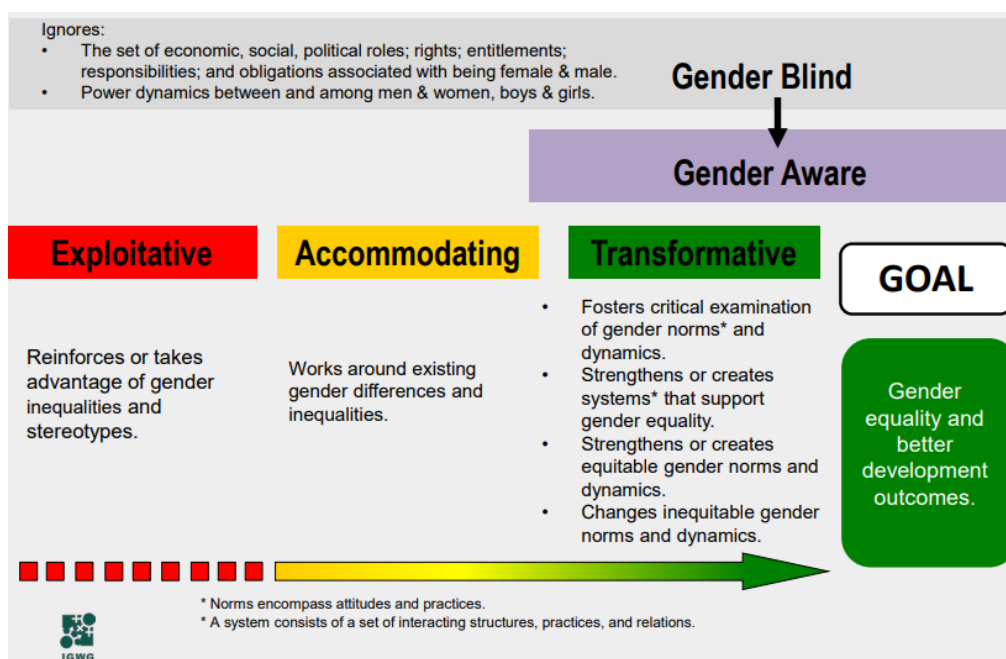 Ignores:
• The set of economic, social, political roles; rights; entitlements;
responsibilities; and obligations associated with being female & male.
• Power dynamics between and among men & women, boys & girls.
Gender Blind
Gender Aware
Exploitative
Reinforces or takes
advantage of gender
inequalities and
stereotypes.
Accommodating
Works around existing
gender differences and
inequalities.
Transformative
• Fosters critical examination
of gender norms* and
dynamics.
• Strengthens or creates
systems* that support
gender equality.
• Strengthens or creates
equitable gender norms and
dynamics.
• Changes inequitable gender
norms and dynamics.
GOAL
Gender
equality and
better
development
outcomes.
* Norms encompass attitudes and practices.
* A system consists of a set of interacting structures, practices, and relations.
IGWG